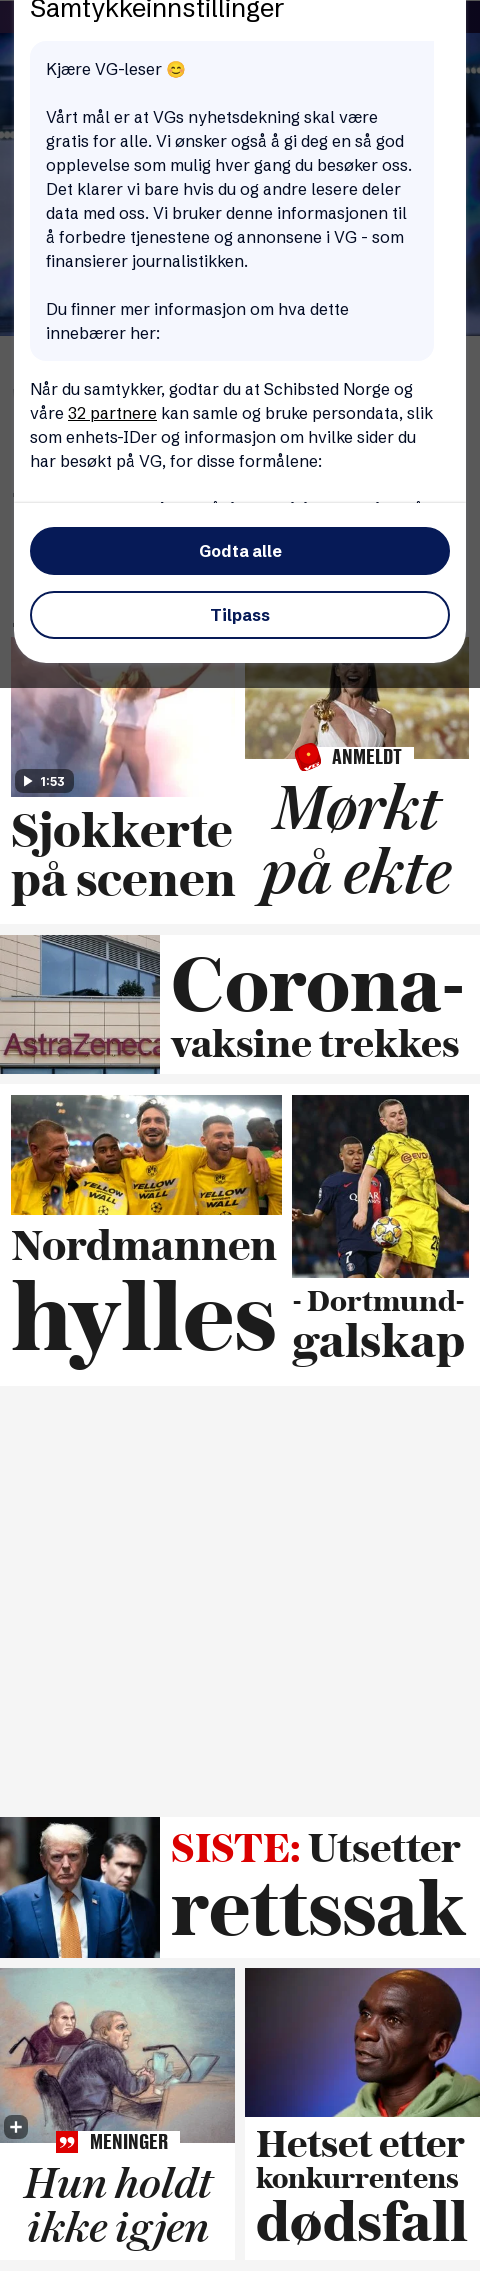 Samtykkeinnstillinger
Kjære VG-leser 😊
Vårt mål er at VGs nyhetsdekning skal være
gratis for alle. Vi ønsker også å gi deg en så god
opplevelse som mulig hver gang du besøker oss.
Det klarer vi bare hvis du og andre lesere deler
data med oss. Vi bruker denne informasjonen til
å forbedre tjenestene og annonsene i VG - som
finansierer journalistikken.
Du finner mer informasjon om hva dette
innebærer her:
Når du samtykker, godtar du at Schibsted Norge og
våre 32 partnere kan samle og bruke persondata, slik
som enhets-IDer og informasjon om hvilke sider du
har besøkt på VG, for disse formålene:
Godta alle
Tilpass
1:53
Sjokkerte
på scenen
ANMELDT
Mørkt
på ekte
AstraZeneca
Corona-
vaksine trekkes
YELLOW
WALL
YELLOW
WALL
Nordmannen
hylles
- Dortmund-
galskap
SISTE: Utsetter
rettssak
MENINGER
Hun holdt
ikke igjen
Hetset etter
konkurrentens
dødsfall